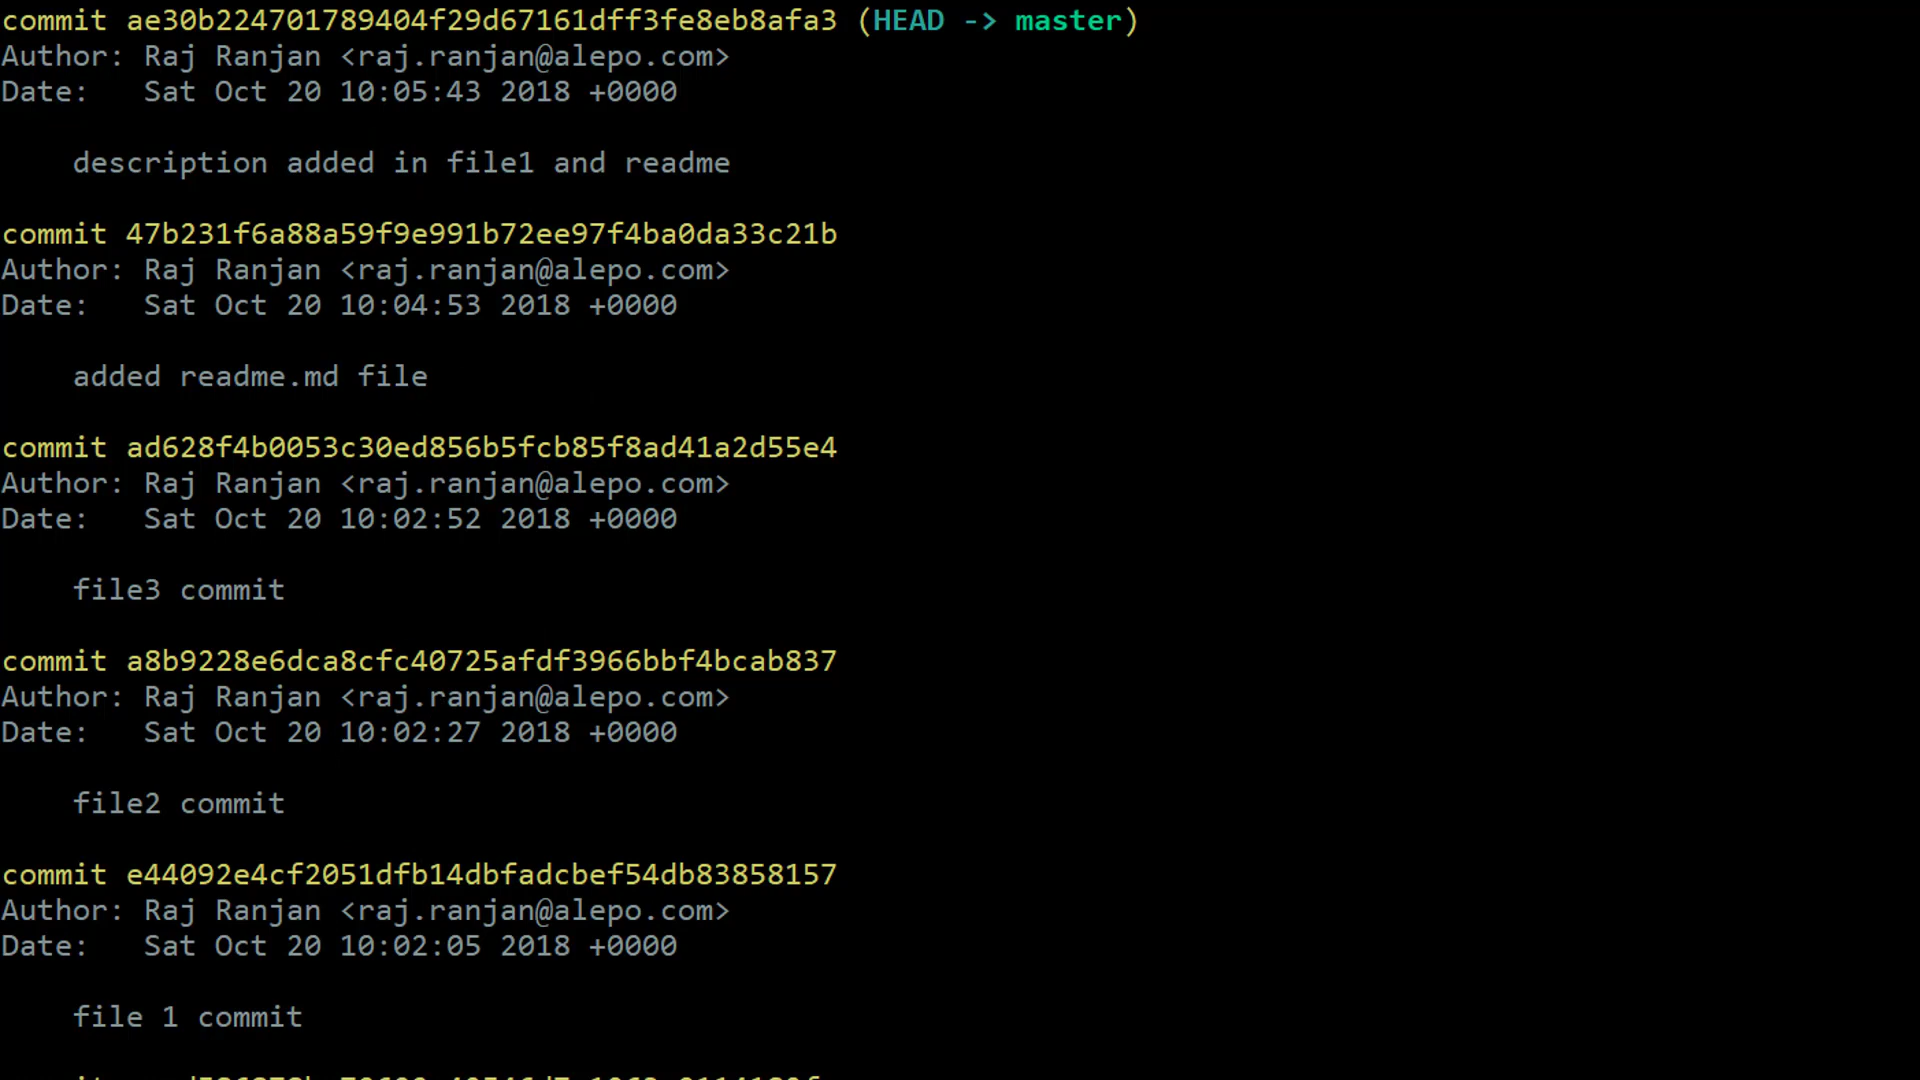 commit ae30b224701789404f29d67161dff3fe8eb8afa3 (HEAD -> master)
Author: Raj Ranjan <raj.ranjan@alepo.com>
Date:   Sat Oct 20 10:05:43 2018 +0000
description added in file1 and readme
commit 47b231f6a88a59f9e991b72ee97f4ba0da33c21b
Author: Raj Ranjan <raj.ranjan@alepo.com>
Date:   Sat Oct 20 10:04:53 2018 +0000
added readme.md file
commit ad628f4b0053c30ed856b5fcb85f8ad41a2d55e4
Author: Raj Ranjan <raj.ranjan@alepo.com>
Date:   Sat Oct 20 10:02:52 2018 +0000
file3 commit
commit a8b9228e6dca8cfc40725afdf3966bbf4bcab837
Author: Raj Ranjan <raj.ranjan@alepo.com>
Date:   Sat Oct 20 10:02:27 2018 +0000
file2 commit
commit e44092e4cf2051dfb14dbfadcbef54db83858157
Author: Raj Ranjan <raj.ranjan@alepo.com>
Date:   Sat Oct 20 10:02:05 2018 +0000
file 1 commit